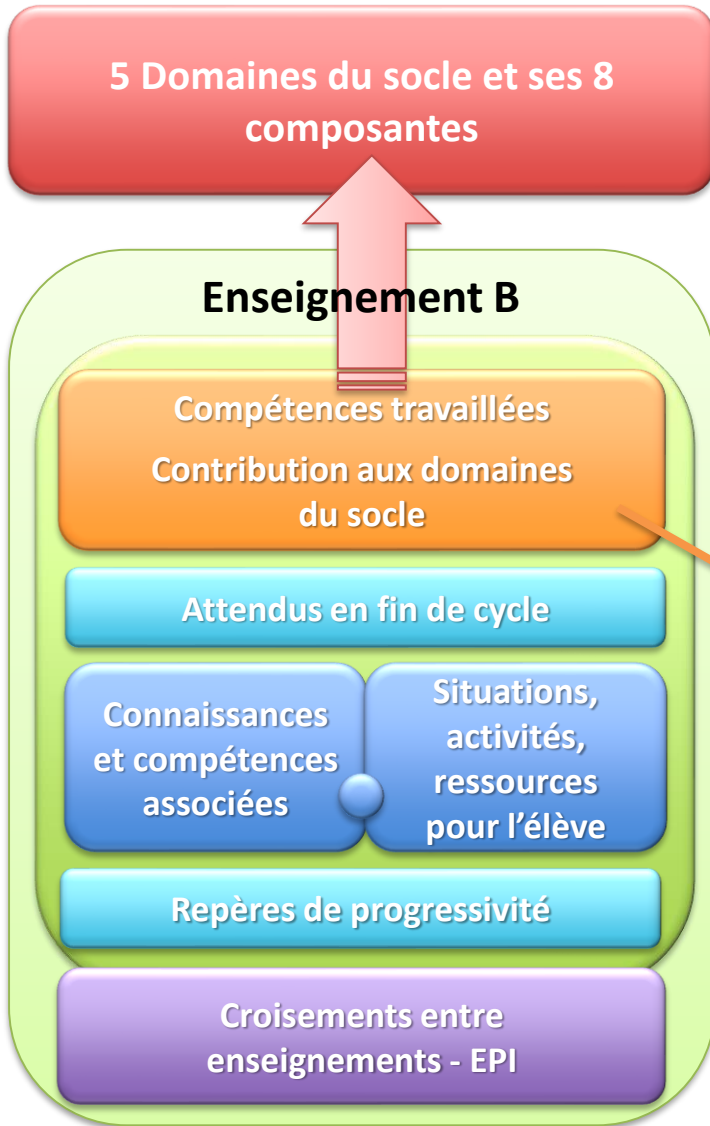 5 Domaines du socle et ses 8
composantes
Enseignement B
Compétences travaillées
Contribution aux domaines
du socle
Attendus en fin de cycle
Connaissances
et compétences
associées
Situations,
activités,
ressources
pour l'élève
Repères de progressivité
Croisements entre
enseignements - EPI